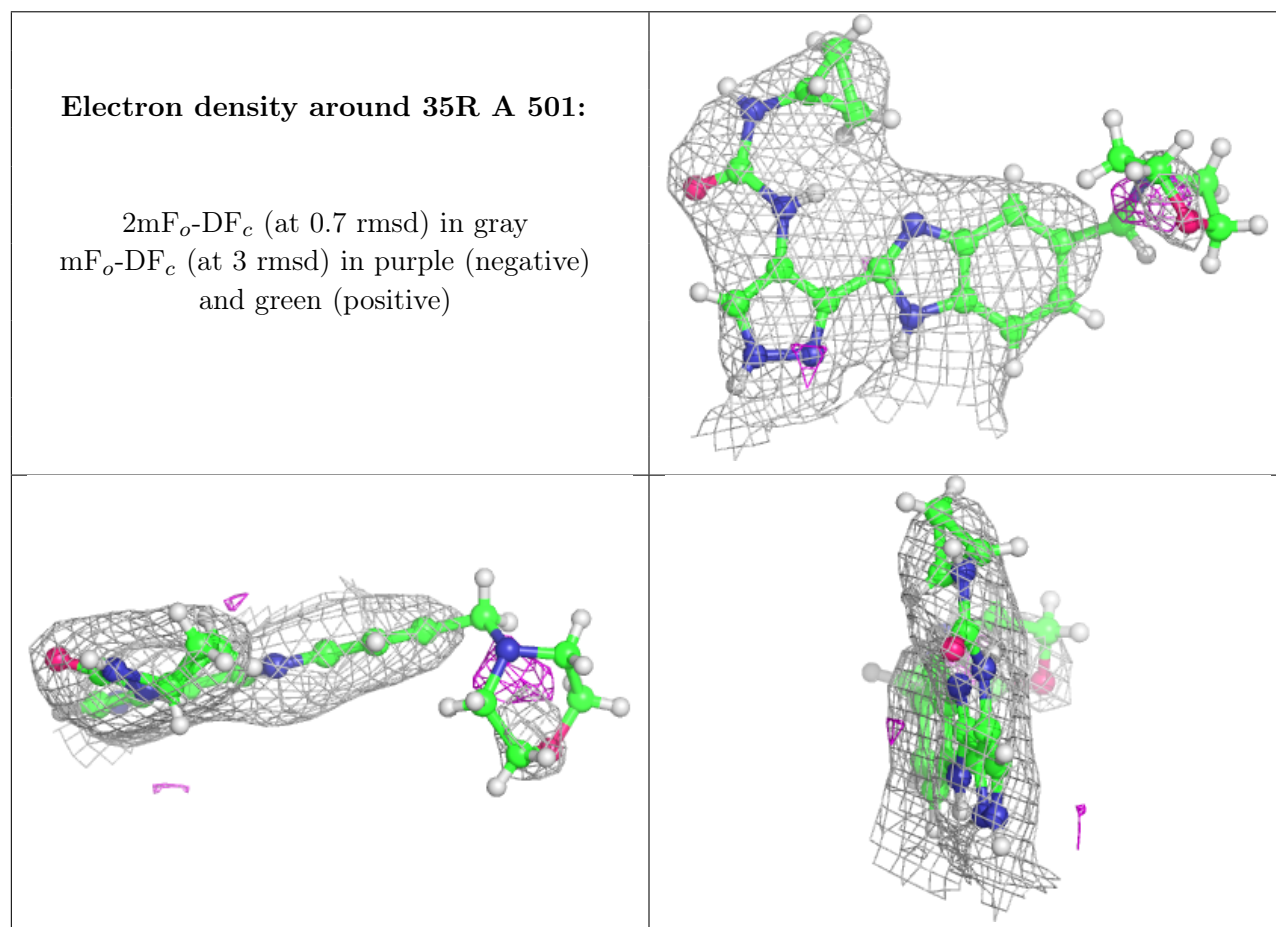 Electron density around 35R A 501:
2mFo-DFc (at 0.7 rmsd) in gray
mFo-DFc (at 3 rmsd) in purple (negative)
and green (positive)